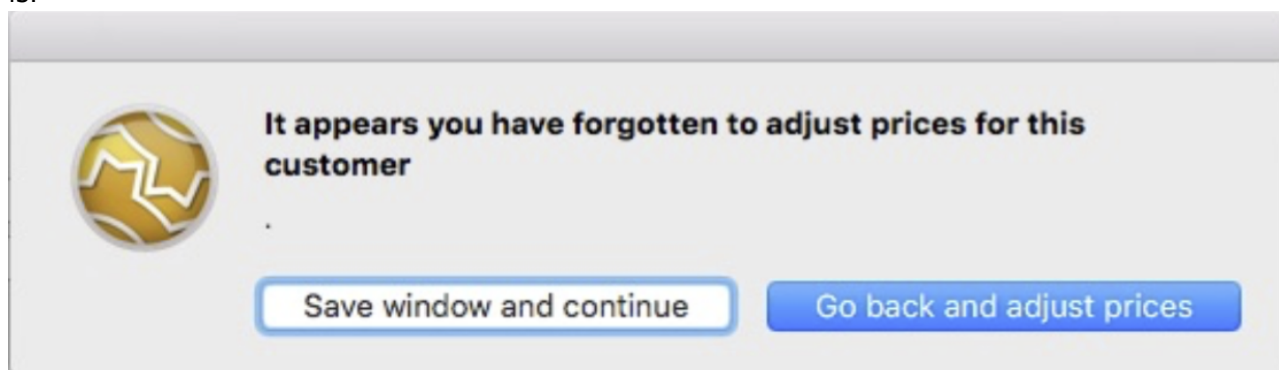 It appears you have forgotten to adjust prices for this
customer
.
Save window and continue
Go back and adjust prices